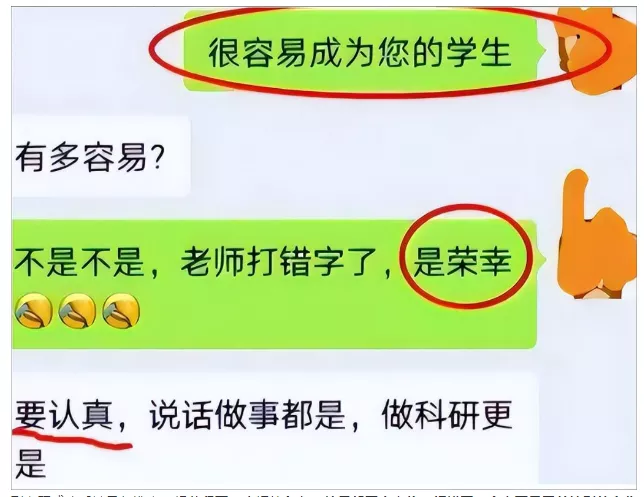 很容易成为您的学生
有多容易?
不是不是，老师打错字了，是荣幸
要认真，说话做事都是，做科研更
是